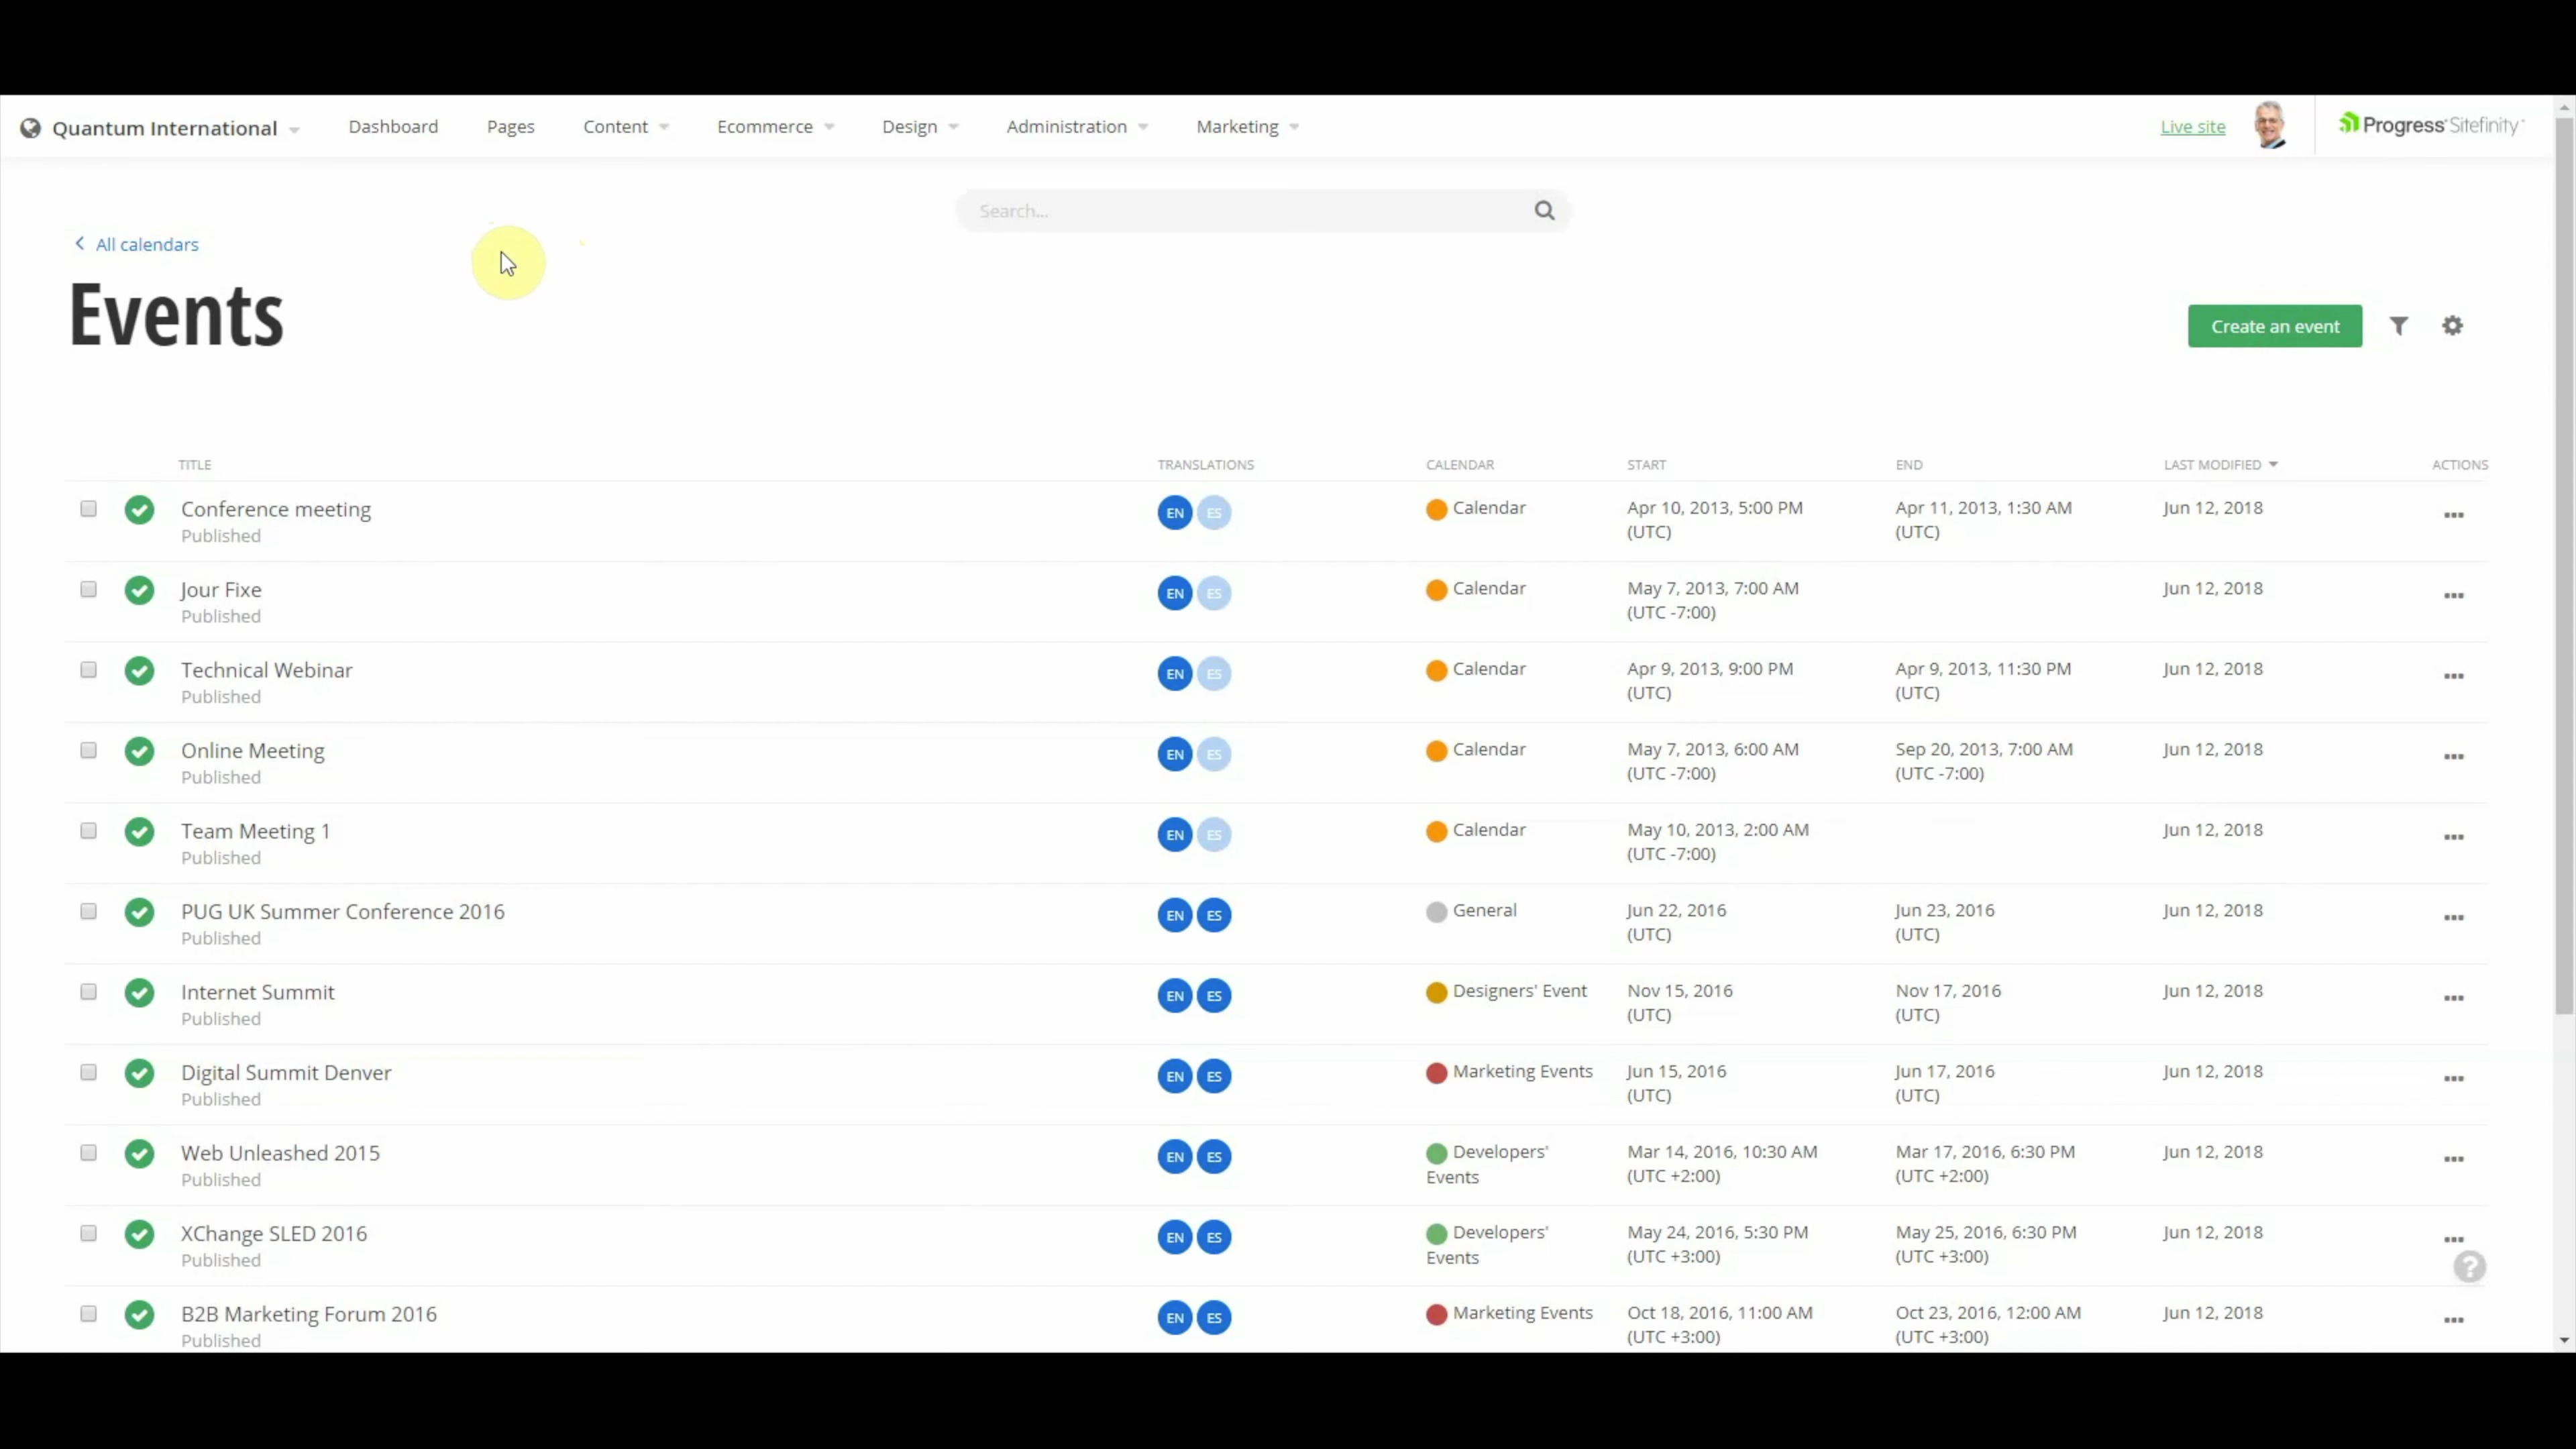 Quantum International Dashboard Pages Content Ecommerce Design Administration Marketing Live site Progress Sitefinity
Search...
All calendars
Events
Create an event
TITLE TRANSLATIONS CALENDAR START END LAST MODIFIED ACTIONS
Conference meeting EN ES Calendar Apr 10, 2013, 5:00 PM Apr 11, 2013, 1:30 AM Jun 12, 2018
Published (UTC) (UTC)
Jour Fixe EN ES Calendar May 7, 2013, 7:00 AM Jun 12, 2018
Published (UTC -7:00)
Technical Webinar EN ES Calendar Apr 9, 2013, 9:00 PM Apr 9, 2013, 11:30 PM Jun 12, 2018
Published (UTC) (UTC)
Online Meeting EN ES Calendar May 7, 2013, 6:00 AM Sep 20, 2013, 7:00 AM Jun 12, 2018
Published (UTC -7:00) (UTC -7:00)
Team Meeting 1 EN ES Calendar May 10, 2013, 2:00 AM Jun 12, 2018
Published (UTC -7:00)
PUG UK Summer Conference 2016 EN ES General Jun 22, 2016 Jun 23, 2016 Jun 12, 2018
Published (UTC) (UTC)
Internet Summit EN ES Designers' Event Nov 15, 2016 Nov 17, 2016 Jun 12, 2018
Published (UTC) (UTC)
Digital Summit Denver EN ES Marketing Events Jun 15, 2016 Jun 17, 2016 Jun 12, 2018
Published (UTC) (UTC)
Web Unleashed 2015 EN ES Developers' Mar 14, 2016, 10:30 AM Mar 17, 2016, 6:30 PM Jun 12, 2018
Published Events (UTC +2:00) (UTC +2:00)
XChange SLED 2016 EN ES Developers' May 24, 2016, 5:30 PM May 25, 2016, 6:30 PM Jun 12, 2018
Published Events (UTC +3:00) (UTC +3:00)
?
B2B Marketing Forum 2016 EN ES Marketing Events Oct 18, 2016, 11:00 AM Oct 23, 2016, 12:00 AM Jun 12, 2018
Published (UTC +3:00) (UTC +3:00)